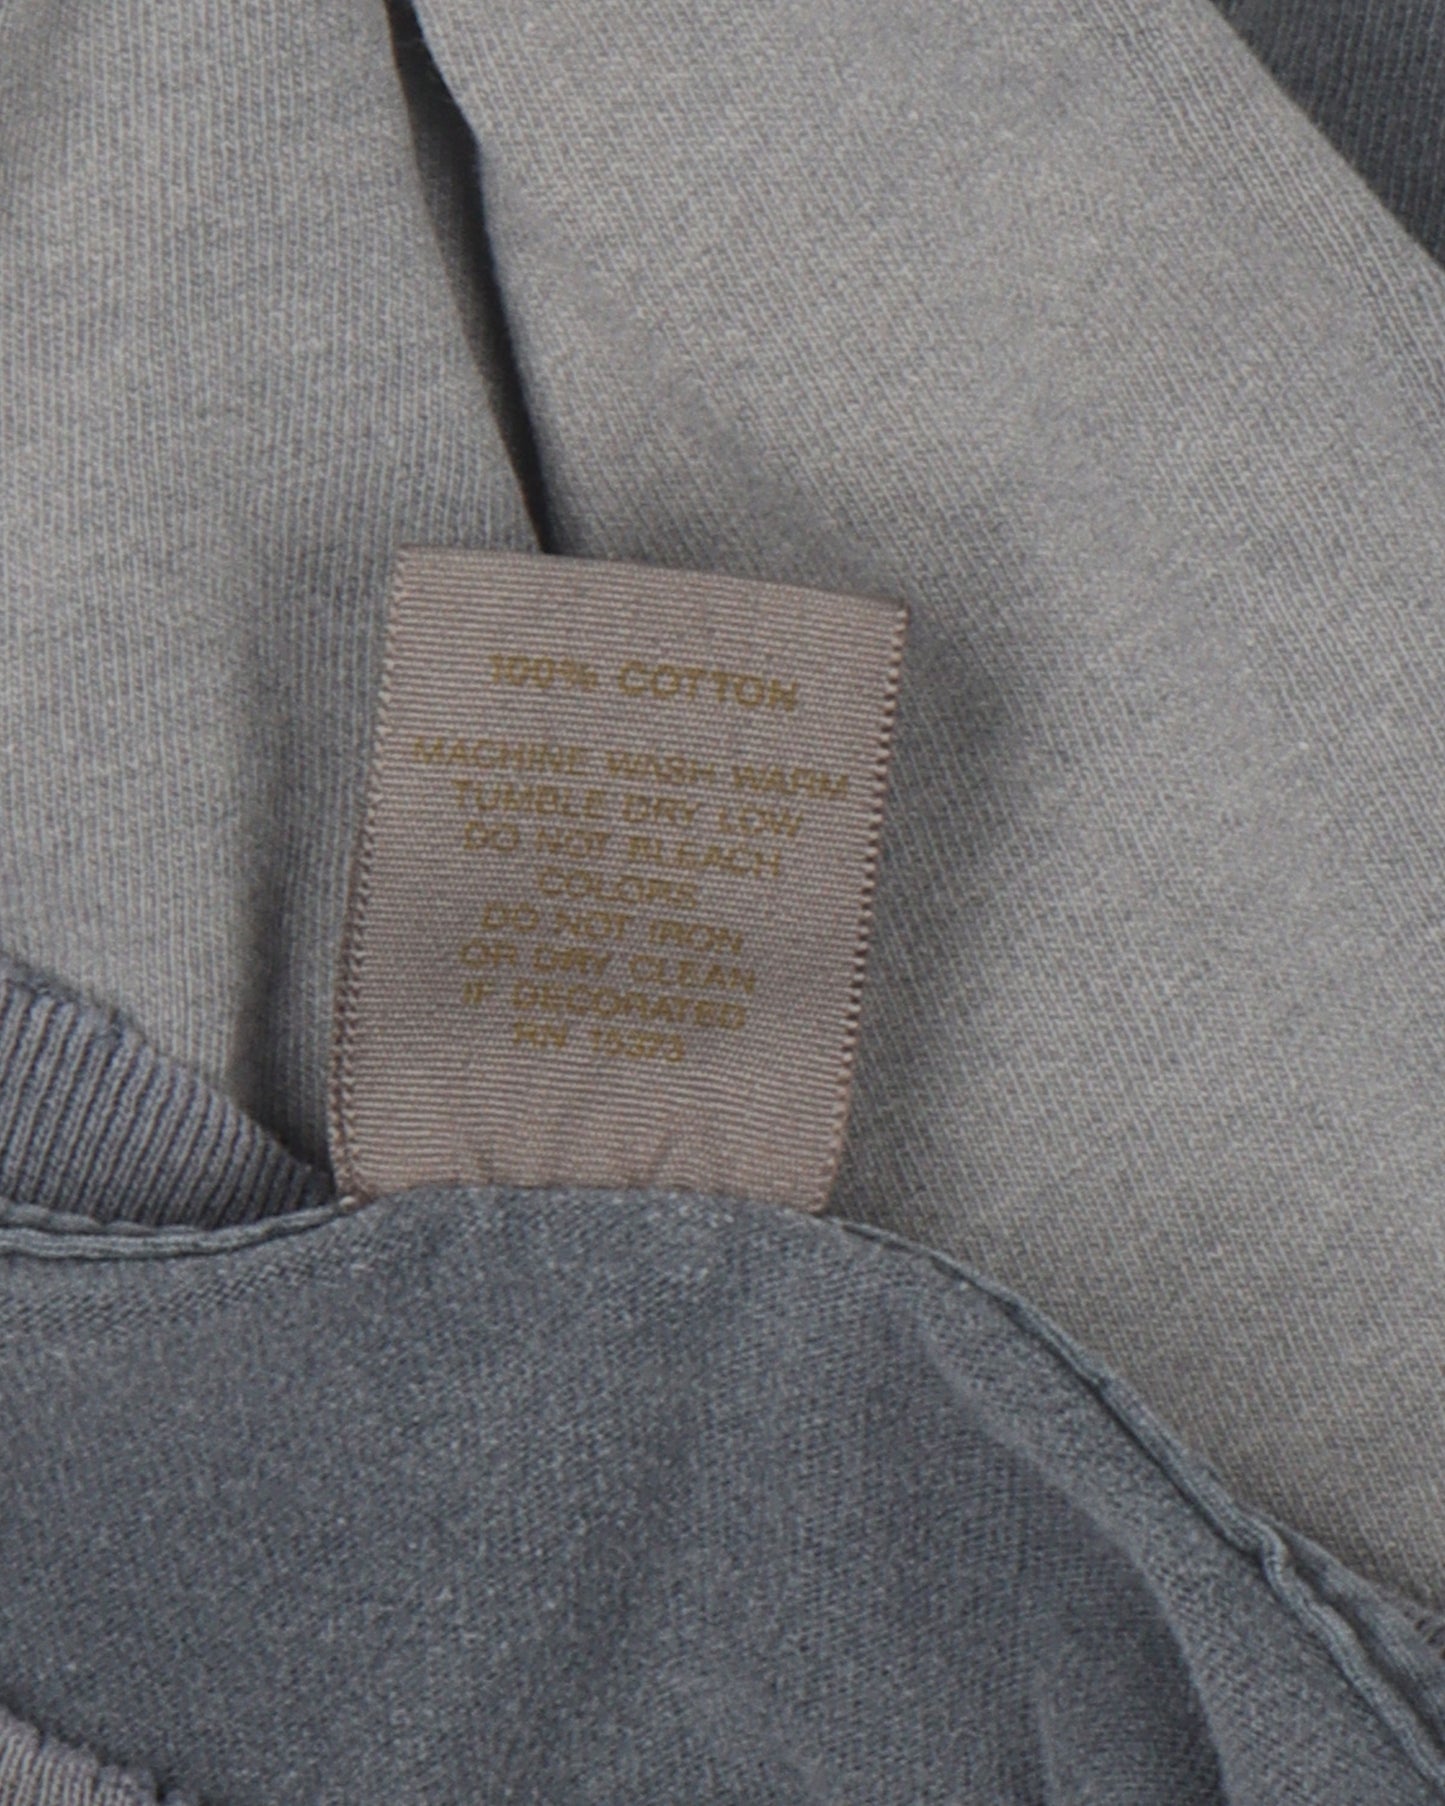 100% COTTON
MACHINE WASH WARM
TUMBLE DRY LOW
DO NOT BLEACH
COLORS.
DO NOT IRON
OR DRY CLEAN
IF DECORATED
RN 15373